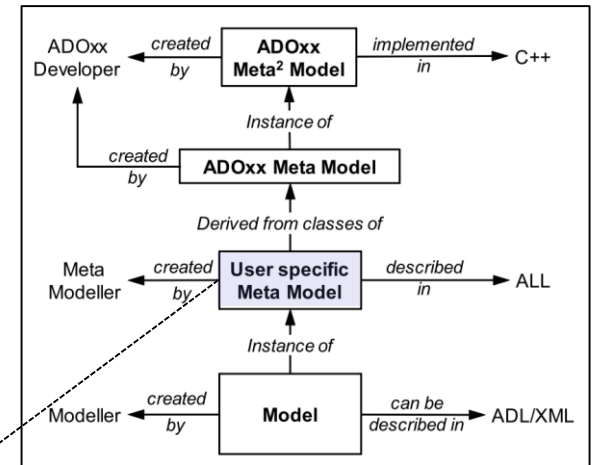 ADOxx
Developer
created
by
ADOxx
Meta² Model
implemented
in
C++
Instance of
created
by
ADOxx Meta Model
Derived from classes of
Meta
Modeller
created
by
User specific
Meta Model
described
in
ALL
Instance of
Modeller
created
by
Model
can be
described in
ADL/XML